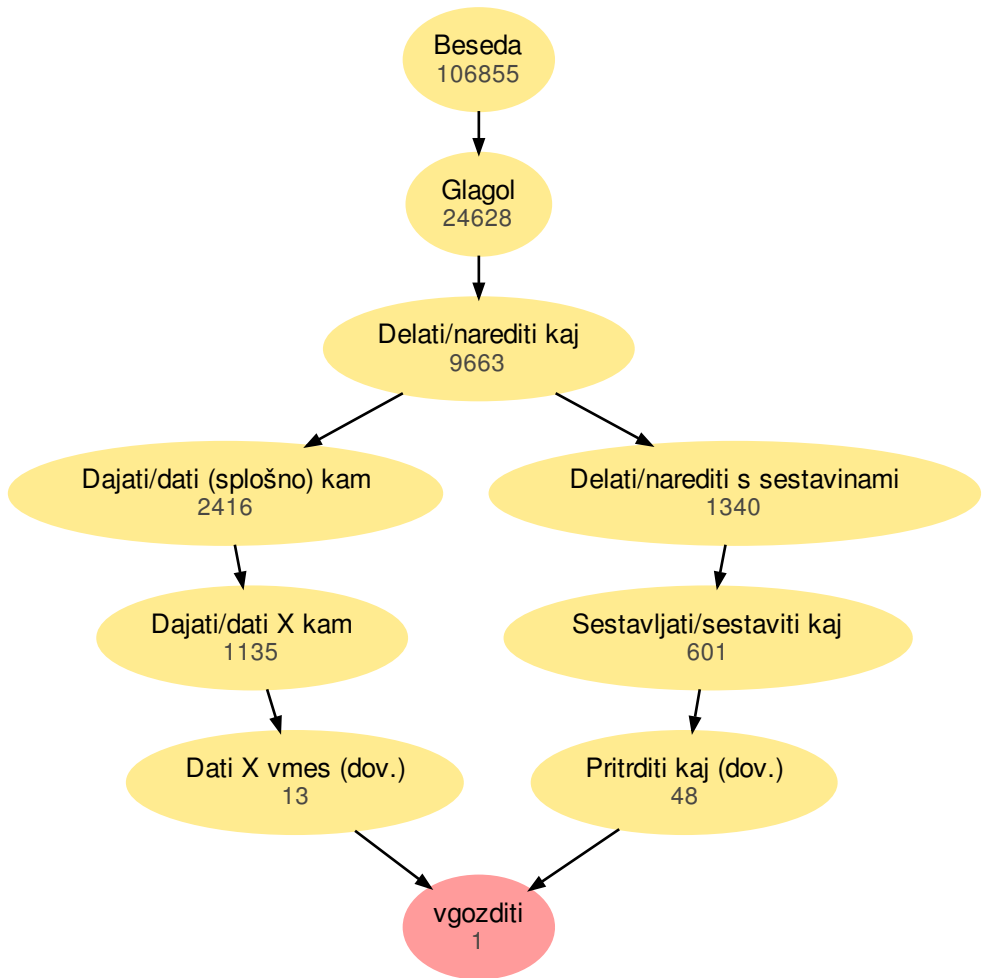 Beseda
106855
Glagol
24628
Delati/narediti kaj
9663
Dajati/dati (splošno) kam
2416
Delati/narediti s sestavinami
1340
Dajati/dati X kam
1135
Sestavljati/sestaviti kaj
601
Dati X vmes (dov.)
13
Pritrditi kaj (dov.)
48
vgozditi
1